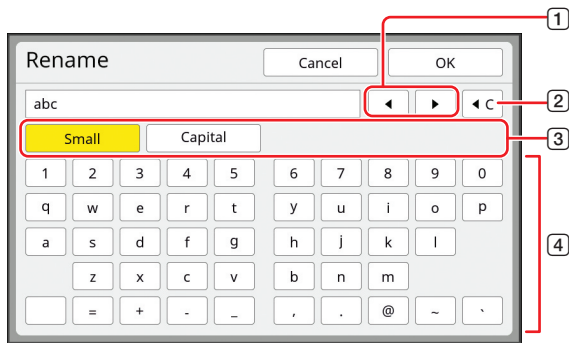 1
Rename Cancel OK
abc ◀ ▶ ◀ C 2
Small Capital 3
1 2 3 4 5 6 7 8 9 0
q w e r t y u i o p
a s d f g h j k l 4
z x c v b n m
= + - _ , . @ ~ `